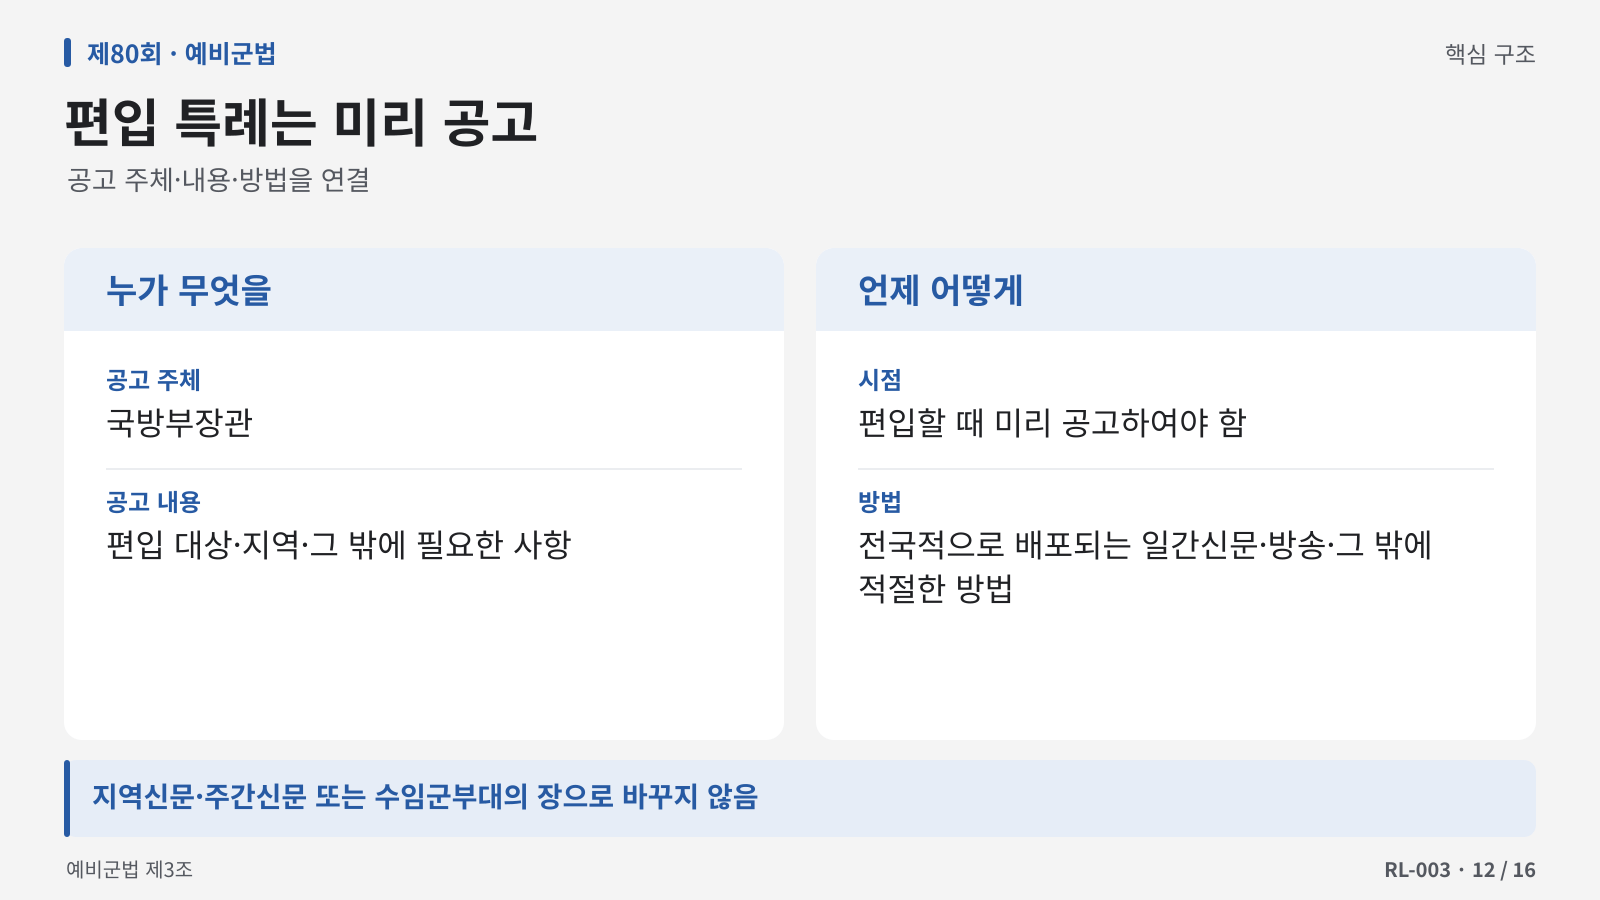 제80회 · 예비군법
핵심 구조
편입 특례는 미리 공고
공고 주체·내용·방법을 연결
누가 무엇을
공고 주체
국방부장관
공고 내용
편입 대상·지역·그 밖에 필요한 사항
언제 어떻게
시점
편입할 때 미리 공고하여야 함
방법
전국적으로 배포되는 일간신문·방송·그 밖에
적절한 방법
지역신문·주간신문 또는 수임군부대의 장으로 바꾸지 않음
예비군법 제3조
RL-003 · 12 / 16